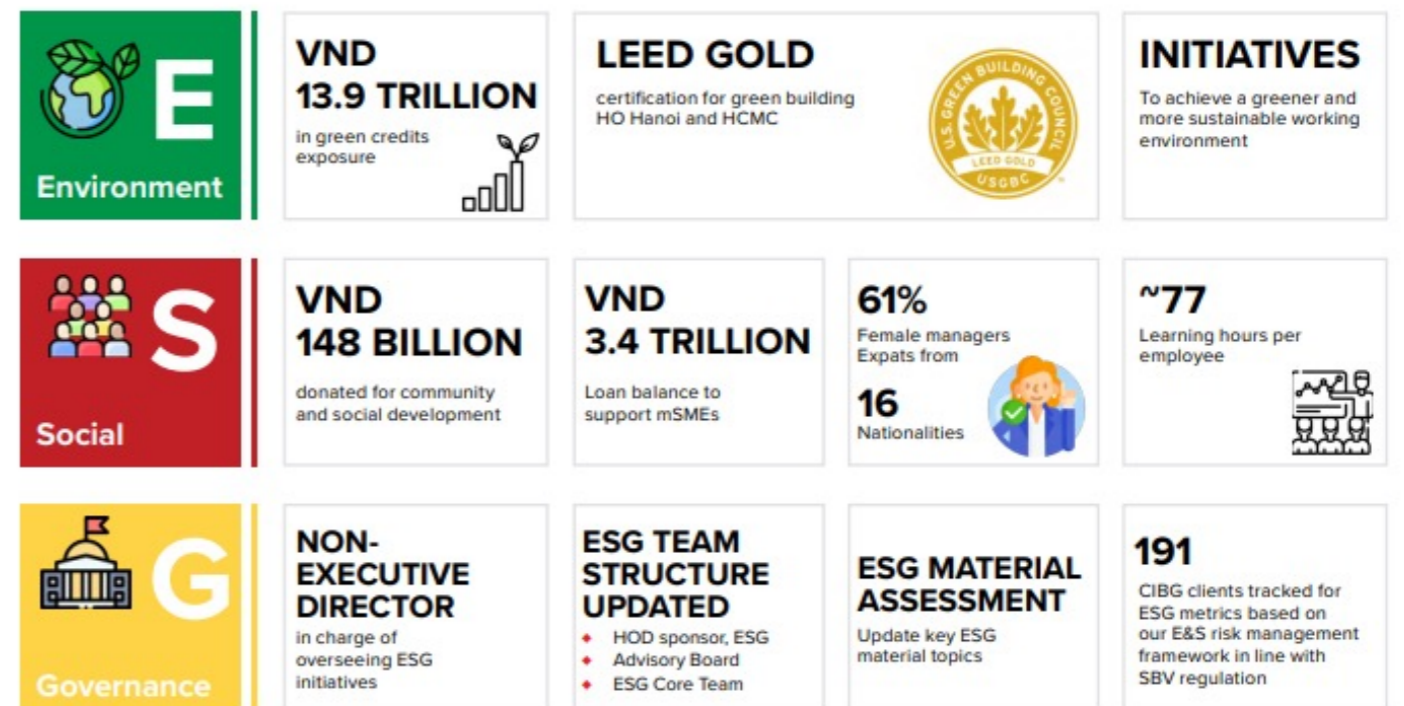 E
Environment
VND
13.9 TRILLION
in green credits
exposure
LEED GOLD
certification for green building
HO Hanoi and HCMC
U.S. GREEN BUILDING COUNCIL
LEED GOLD
USGBC
INITIATIVES
To achieve a greener and
more sustainable working
environment
S
Social
VND
148 BILLION
donated for community
and social development
VND
3.4 TRILLION
Loan balance to
support mSMEs
61%
Female managers
Expats from
16
Nationalities
~77
Learning hours per
employee
G
Governance
NON-
EXECUTIVE
DIRECTOR
in charge of
overseeing ESG
initiatives
ESG TEAM
STRUCTURE
UPDATED
HOD sponsor, ESG
Advisory Board
ESG Core Team
ESG MATERIAL
ASSESSMENT
Update key ESG
material topics
191
CIBG clients tracked for
ESG metrics based on
our E&S risk management
framework in line with
SBV regulation